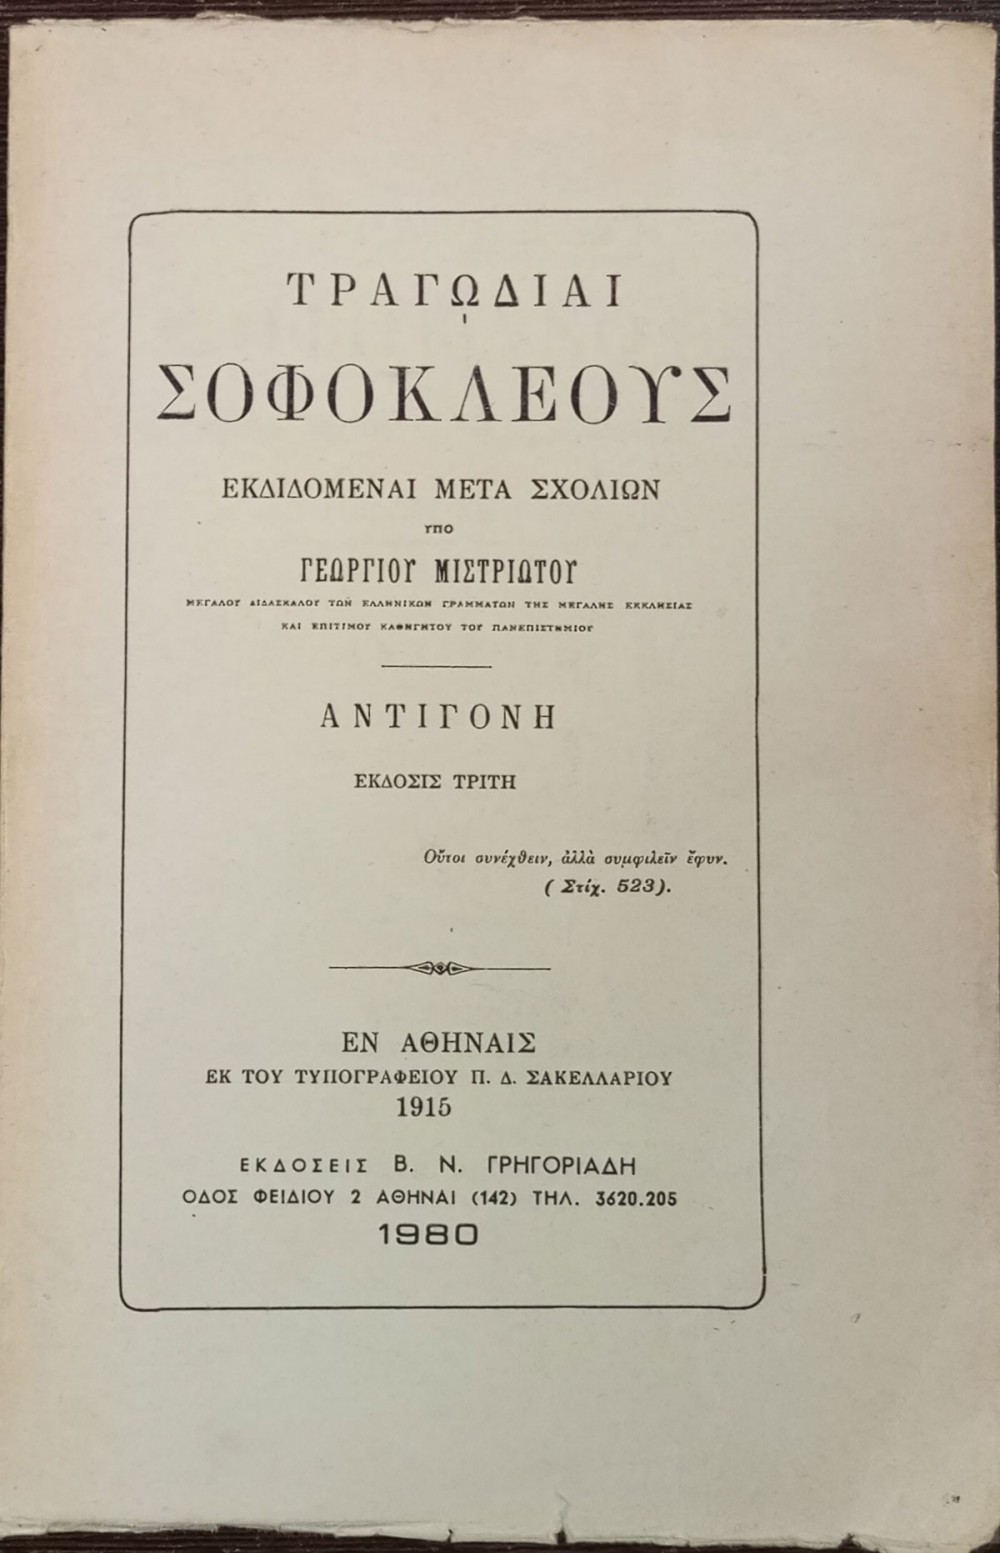 ΤΡΑΓῼΔΙΑΙ
ΣΟΦΟΚΛΕΟΥΣ
ΕΚΔΙΔΟΜΕΝΑΙ ΜΕΤΑ ΣΧΟΛΙΩΝ
ΥΠΟ
ΓΕΩΡΓΙΟΥ ΜΙΣΤΡΙΩΤΟΥ
ΜΕΓΑΛΟΥ ΔΙΔΑΣΚΑΛΟΥ ΤΩΝ ΕΛΛΗΝΙΚΩΝ ΓΡΑΜΜΑΤΩΝ ΤΗΣ ΜΕΓΑΛΗΣ ΕΚΚΛΗΣΙΑΣ
ΚΑΙ ΕΠΙΤΙΜΟΥ ΚΑΘΗΓΗΤΟΥ ΤΟΥ ΠΑΝΕΠΙΣΤΗΜΙΟΥ
ΑΝΤΙΓΟΝΗ
ΕΚΔΟΣΙΣ ΤΡΙΤΗ
Οὔτοι συνέχθειν, ἀλλὰ συμφιλεῖν ἔφυν.
( Στίχ. 523).
ΕΝ ΑΘΗΝΑΙΣ
ΕΚ ΤΟΥ ΤΥΠΟΓΡΑΦΕΙΟΥ Π. Δ. ΣΑΚΕΛΛΑΡΙΟΥ
1915
ΕΚΔΟΣΕΙΣ Β. Ν. ΓΡΗΓΟΡΙΑΔΗ
ΟΔΟΣ ΦΕΙΔΙΟΥ 2 ΑΘΗΝΑΙ (142) ΤΗΛ. 3620.205
1980